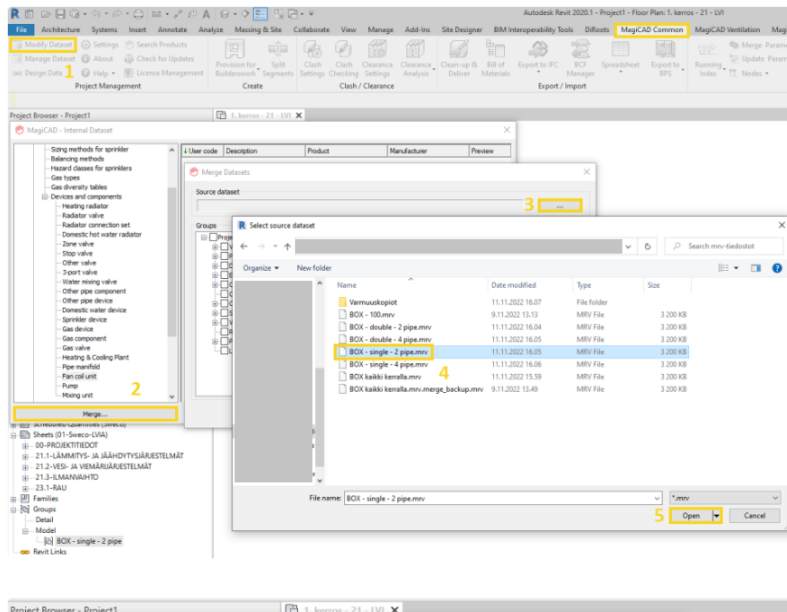 Autodesk Revit 2020.1 - Project1 - Floor Plan: 1. kerros - 21 - LVI
File Architecture Systems Insert Annotate Analyze Massing & Site Collaborate View Manage Add-Ins Site Designer BIM Interoperability Tools DiRoots MagiCAD Common MagiCAD Ventilation
Modify Dataset Settings Search Products
Manage Dataset About Check for Updates
Design Data Help License Management
1
Provision for Builderswork Split Segments Clash Settings Clash Checking Clearance Settings Clearance Analysis Clean-up & Deliver Bill of Materials Export to IFC BCF Manager Spreadsheet Export to BPS Running Index
Merge
Update
Nodes
Project Management Create Clash / Clearance Export / Import
Project Browser - Project1
1. kerros - 21 - LVI
MagiCAD - Internal Dataset
Sizing methods for sprinkler
Balancing methods
Hazard classes for sprinklers
Gas types
Gas diversity tables
Devices and components
Heating radiator
Radiator valve
Radiator connection set
Domestic hot water radiator
Zone valve
Stop valve
Other valve
3-port valve
Water mixing valve
Other pipe component
Other pipe device
Domestic water device
Sprinkler device
Gas device
Gas component
Gas valve
Heating & Cooling Plant
Pipe manifold
Fan coil unit
Pump
Mixing unit
2
Merge...
User code Description Product Manufacturer Preview
Merge Datasets
Source dataset
3 ...
Groups
Select source dataset
Search mrv-tiedostot
Organize New folder
Name Date modified Type Size
Varmuuskopiot 11.11.2022 16.07 File folder
BOX - 100.mrv 9.11.2022 13.13 MRV File 3 200 KB
BOX - double - 2 pipe.mrv 11.11.2022 16.04 MRV File 3 200 KB
BOX - double - 4 pipe.mrv 11.11.2022 16.05 MRV File 3 200 KB
BOX - single - 2 pipe.mrv 11.11.2022 16.05 MRV File 3 200 KB
BOX - single - 4 pipe.mrv 11.11.2022 16.06 MRV File 3 200 KB
4
BOX kaikki kerralla.mrv 11.11.2022 15.59 MRV File 3 200 KB
BOX kaikki kerralla.mrv.merge_backup.mrv 9.11.2022 13.49 MRV File 3 200 KB
File name: BOX - single - 2 pipe.mrv *.mrv
5 Open Cancel
Schedules/Quantities (Sweco)
Sheets (01-Sweco-LVIA)
00-PROJEKTITIEDOT
21.1-LÄMMITYS- JA JÄÄHDYTYSJÄRJESTELMÄT
21.2-VESI- JA VIEMÄRIJÄRJESTELMÄT
21.3-ILMANVAIHTO
23.1-RAU
Families
Groups
Detail
Model
BOX - single - 2 pipe
Revit Links
Project Browser - Project1
1. kerros - 21 - LVI